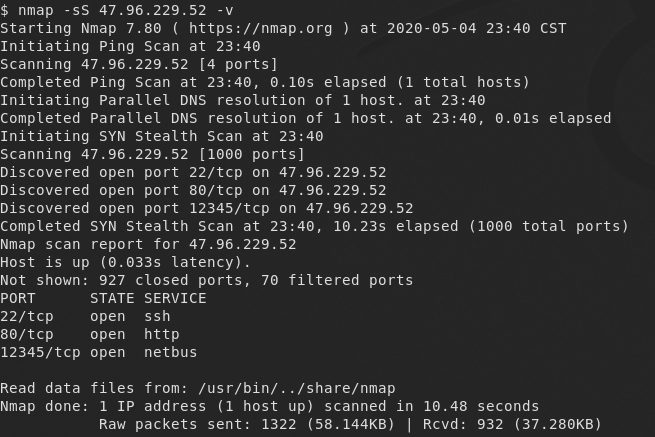 $ nmap -sS 47.96.229.52 -v
Starting Nmap 7.80 ( https://nmap.org ) at 2020-05-04 23:40 CST
Initiating Ping Scan at 23:40
Scanning 47.96.229.52 [4 ports]
Completed Ping Scan at 23:40, 0.10s elapsed (1 total hosts)
Initiating Parallel DNS resolution of 1 host. at 23:40
Completed Parallel DNS resolution of 1 host. at 23:40, 0.01s elapsed
Initiating SYN Stealth Scan at 23:40
Scanning 47.96.229.52 [1000 ports]
Discovered open port 22/tcp on 47.96.229.52
Discovered open port 80/tcp on 47.96.229.52
Discovered open port 12345/tcp on 47.96.229.52
Completed SYN Stealth Scan at 23:40, 10.23s elapsed (1000 total ports)
Nmap scan report for 47.96.229.52
Host is up (0.033s latency).
Not shown: 927 closed ports, 70 filtered ports
PORT      STATE SERVICE
22/tcp    open  ssh
80/tcp    open  http
12345/tcp open  netbus

Read data files from: /usr/bin/../share/nmap
Nmap done: 1 IP address (1 host up) scanned in 10.48 seconds
           Raw packets sent: 1322 (58.144KB) | Rcvd: 932 (37.280KB)